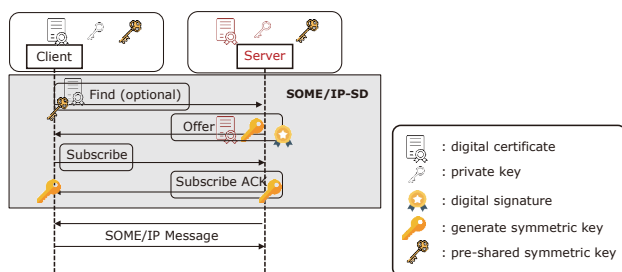 Client
Server
SOME/IP-SD
Find (optional)
Offer
Subscribe
Subscribe ACK
SOME/IP Message
: digital certificate
: private key
: digital signature
: generate symmetric key
: pre-shared symmetric key